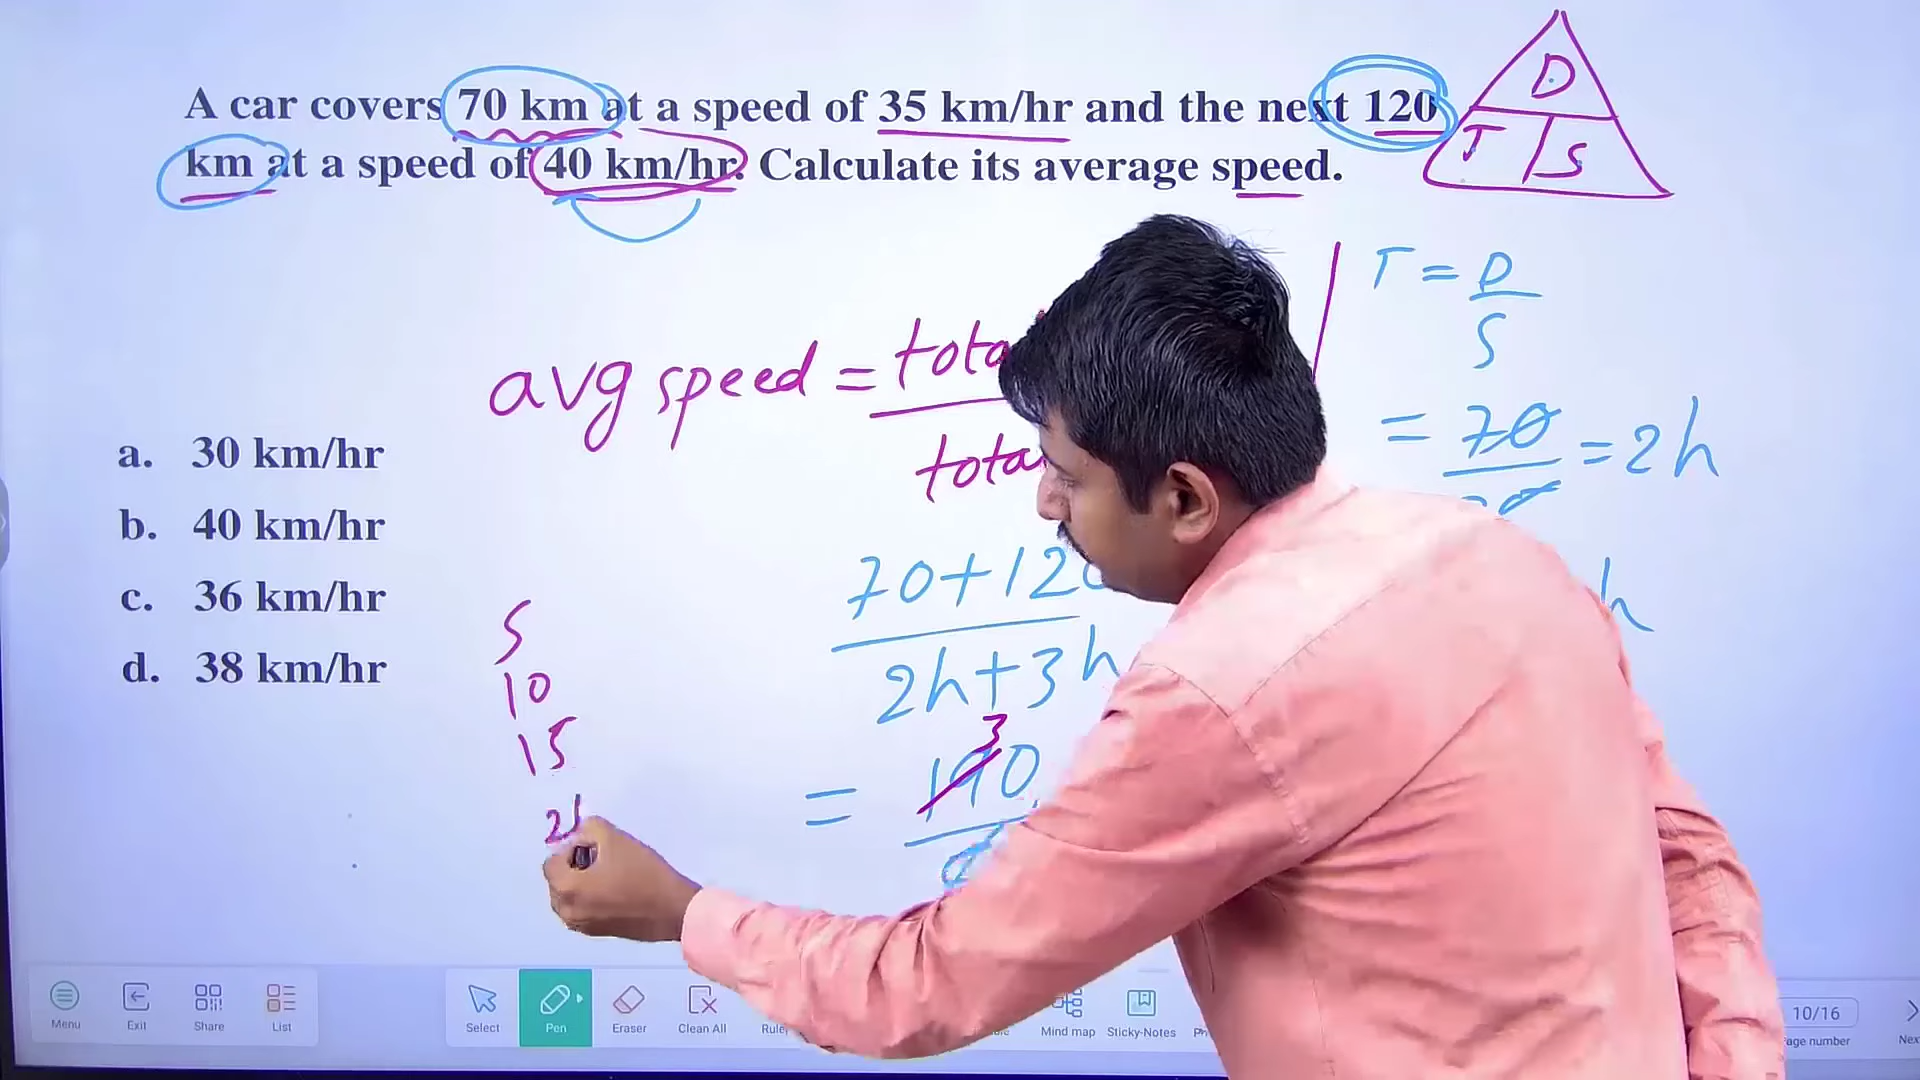 A car covers 70 km at a speed of 35 km/hr and the next 120
km at a speed of 40 km/hr. Calculate its average speed.
D
T S
T = D
S
avg speed = tota
tota
= 70 = 2h
a. 30 km/hr
b. 40 km/hr
c. 36 km/hr
d. 38 km/hr
70+120
2h+3h
h
5
10
15
3
= 190
Menu
Exit
Share
List
Select
Pen
Eraser
Clean All
Mind map
Sticky-Notes
10/16